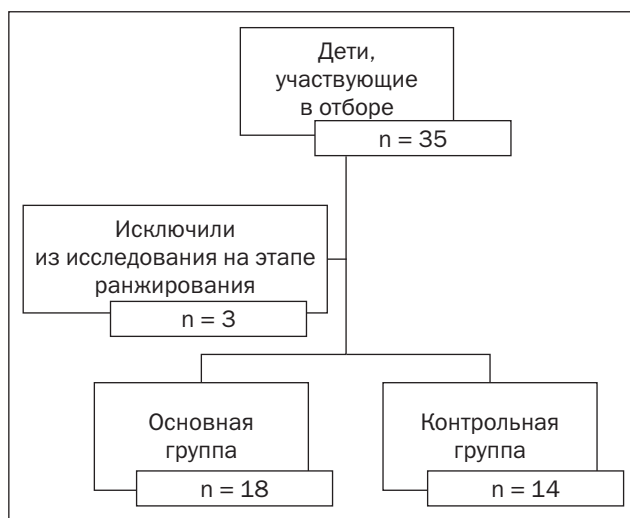 Дети,
участвующие
в отборе
n = 35
Исключили
из исследования на этапе
ранжирования
n = 3
Основная
группа
n = 18
Контрольная
группа
n = 14